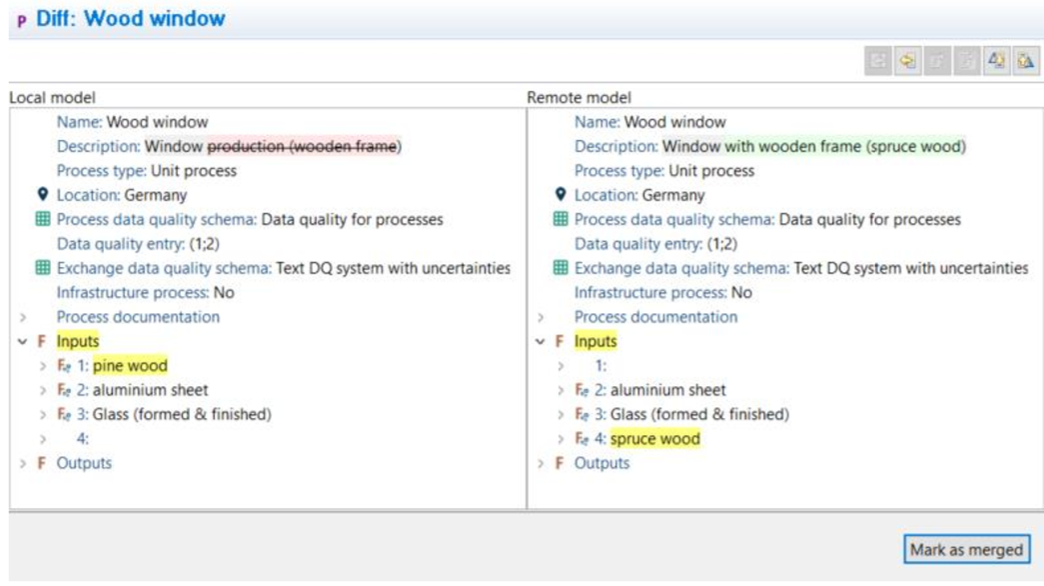 P Diff: Wood window
Local model
Name: Wood window
Description: Window production (wooden frame)
Process type: Unit process
Location: Germany
Process data quality schema: Data quality for processes
Data quality entry: (1;2)
Exchange data quality schema: Text DQ system with uncertainties
Infrastructure process: No
> Process documentation
F Inputs
> Fe 1: pine wood
> Fe 2: aluminium sheet
> Fe 3: Glass (formed & finished)
> 4:
> F Outputs
Remote model
Name: Wood window
Description: Window with wooden frame (spruce wood)
Process type: Unit process
Location: Germany
Process data quality schema: Data quality for processes
Data quality entry: (1;2)
Exchange data quality schema: Text DQ system with uncertainties
Infrastructure process: No
> Process documentation
F Inputs
> 1:
> Fe 2: aluminium sheet
> Fe 3: Glass (formed & finished)
> Fe 4: spruce wood
> F Outputs
Mark as merged